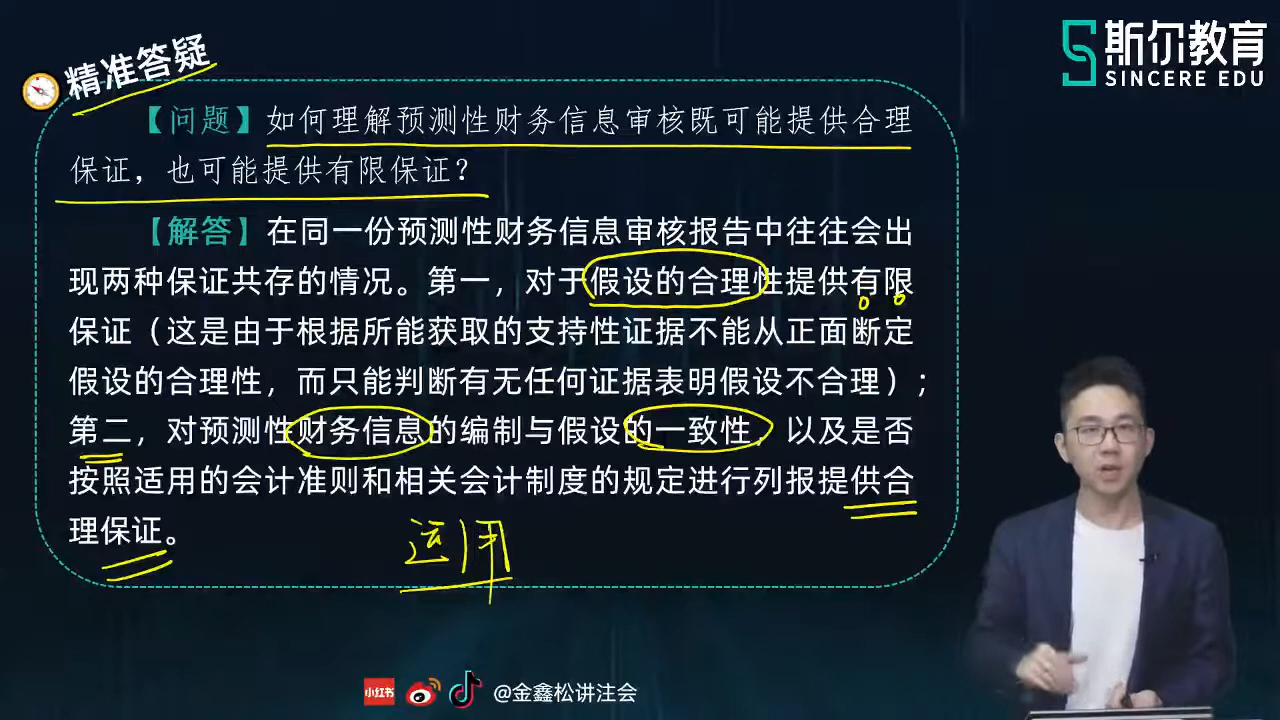 斯尔教育
SINCERE EDU
精准答疑
【问题】如何理解预测性财务信息审核既可能提供合理
保证，也可能提供有限保证？
【解答】在同一份预测性财务信息审核报告中往往会出
现两种保证共存的情况。第一，对于假设的合理性提供有限
保证（这是由于根据所能获取的支持性证据不能从正面断定
假设的合理性，而只能判断有无任何证据表明假设不合理）；
第二，对预测性财务信息的编制与假设的一致性，以及是否
按照适用的会计准则和相关会计制度的规定进行列报提供合
理保证。
运用
小红书
@金鑫松讲注会